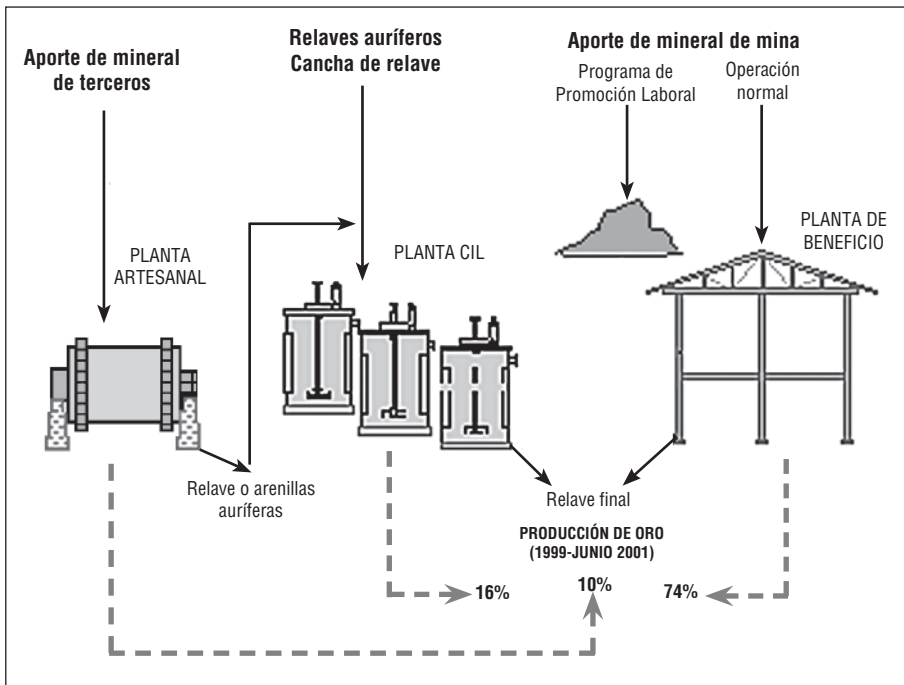 Aporte de mineral
de terceros
Relaves auríferos
Cancha de relave
Aporte de mineral de mina
Programa de
Promoción Laboral
Operación
normal
PLANTA
ARTESANAL
PLANTA CIL
PLANTA DE
BENEFICIO
Relave o arenillas
auríferas
Relave final
PRODUCCIÓN DE ORO
(1999-JUNIO 2001)
16%
10%
74%